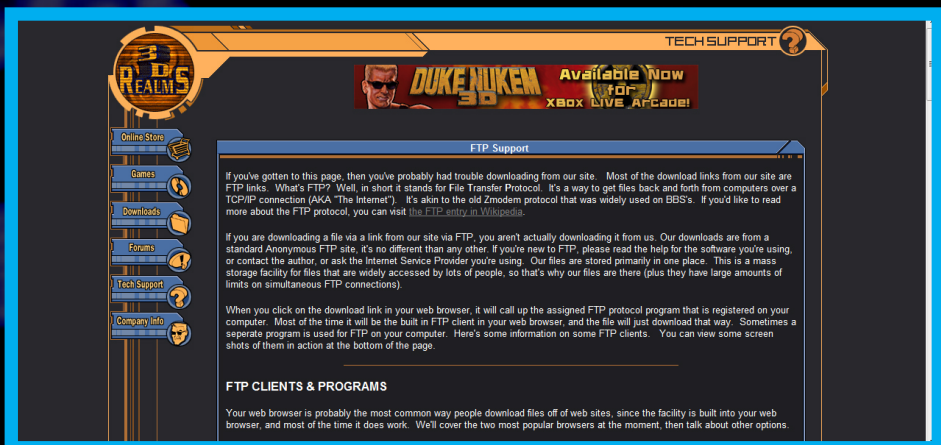 TECH SUPPORT
3D
REALMS
DUKE NUKEM
3D
Available Now
for
XBOX LIVE ARCADE!
Online Store
Games
Downloads
Forums
Tech Support
Company Info
FTP Support
If you've gotten to this page, then you've probably had trouble downloading from our site. Most of the download links from our site are
FTP links. What's FTP? Well, in short it stands for File Transfer Protocol. It's a way to get files back and forth from computers over a
TCP/IP connection (AKA "The Internet"). It's akin to the old Zmodem protocol that was widely used on BBS's. If you'd like to read
more about the FTP protocol, you can visit the FTP entry in Wikipedia.
If you are downloading a file via a link from our site via FTP, you aren't actually downloading it from us. Our downloads are from a
standard Anonymous FTP site, it's no different than any other. If you're new to FTP, please read the help for the software you're using,
or contact the author, or ask the Internet Service Provider you're using. Our files are stored primarily in one place. This is a mass
storage facility for files that are widely accessed by lots of people, so that's why our files are there (plus they have large amounts of
limits on simultaneous FTP connections).
When you click on the download link in your web browser, it will call up the assigned FTP protocol program that is registered on your
computer. Most of the time it will be the built in FTP client in your web browser, and the file will just download that way. Sometimes a
seperate program is used for FTP on your computer. Here's some information on some FTP clients. You can view some screen
shots of them in action at the bottom of the page.
FTP CLIENTS & PROGRAMS
Your web browser is probably the most common way people download files off of web sites, since the facility is built into your web
browser, and most of the time it does work. We'll cover the two most popular browsers at the moment, then talk about other options.